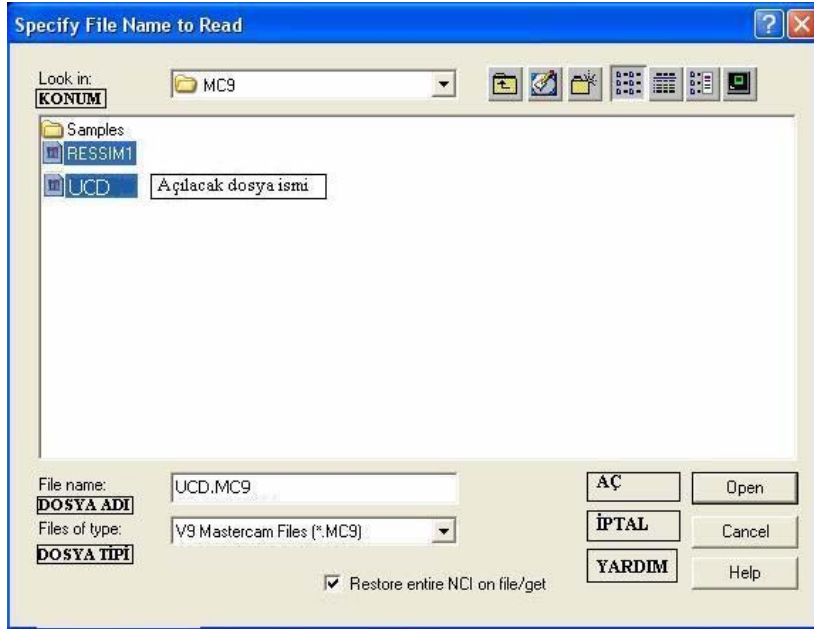 Specify File Name to Read
Look in:
KONUM
MC9
Samples
RESSIM1
UCD
Açılacak dosya ismi
File name:
DOSYA ADI
UCD.MC9
AÇ
Open
Files of type:
DOSYA TİPİ
V9 Mastercam Files (*.MC9)
İPTAL
Cancel
YARDIM
Help
Restore entire NCI on file/get